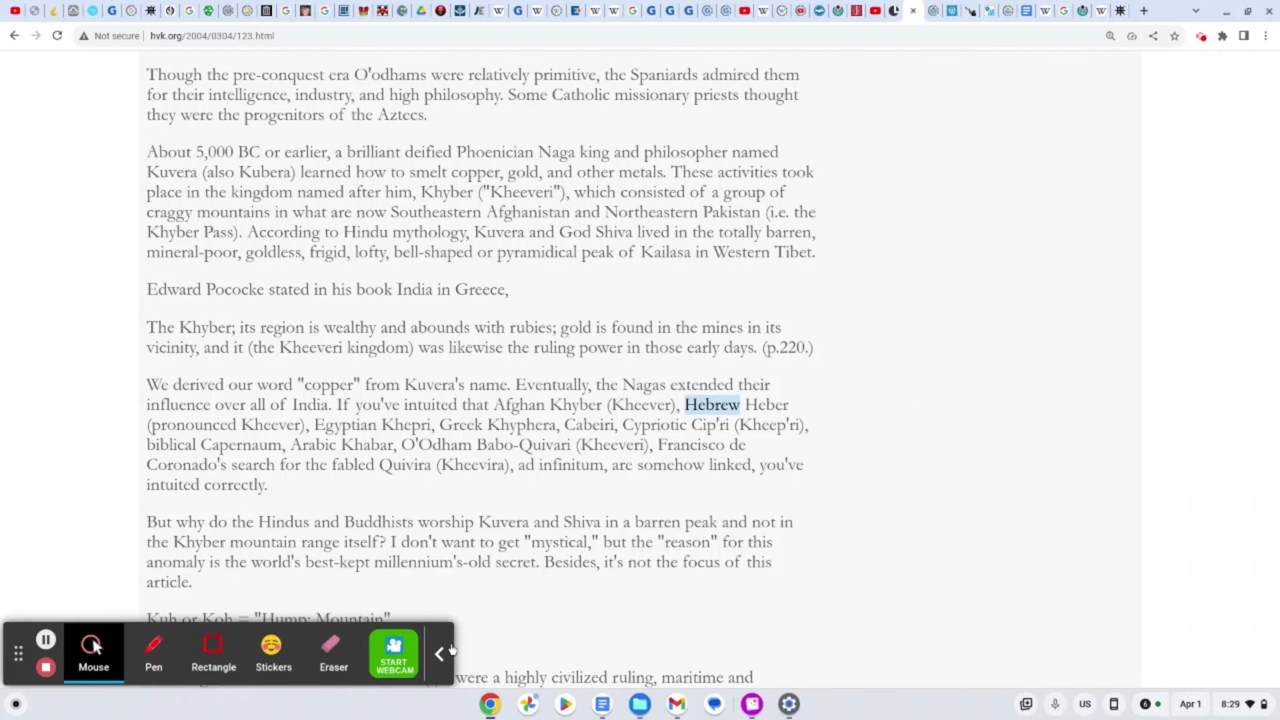 Not secure
hvk.org/2004/0304/123.html
Though the pre-conquest era O'odhams were relatively primitive, the Spaniards admired them
for their intelligence, industry, and high philosophy. Some Catholic missionary priests thought
they were the progenitors of the Aztecs.
About 5,000 BC or earlier, a brilliant deified Phoenician Naga king and philosopher named
Kuvera (also Kubera) learned how to smelt copper, gold, and other metals. These activities took
place in the kingdom named after him, Khyber ("Kheeveri"), which consisted of a group of
craggy mountains in what are now Southeastern Afghanistan and Northeastern Pakistan (i.e. the
Khyber Pass). According to Hindu mythology, Kuvera and God Shiva lived in the totally barren,
mineral-poor, goldless, frigid, lofty, bell-shaped or pyramidical peak of Kailasa in Western Tibet.
Edward Pococke stated in his book India in Greece,
The Khyber; its region is wealthy and abounds with rubies; gold is found in the mines in its
vicinity, and it (the Kheeveri kingdom) was likewise the ruling power in those early days. (p.220.)
We derived our word "copper" from Kuvera's name. Eventually, the Nagas extended their
influence over all of India. If you've intuited that Afghan Khyber (Kheever), Hebrew Heber
(pronounced Kheever), Egyptian Khepri, Greek Khyphera, Cabeiri, Cypriotic Cip'ri (Kheep'ri),
biblical Capernaum, Arabic Khabar, O'Odham Babo-Quivari (Kheeveri), Francisco de
Coronado's search for the fabled Quivira (Kheevira), ad infinitum, are somehow linked, you've
intuited correctly.
But why do the Hindus and Buddhists worship Kuvera and Shiva in a barren peak and not in
the Khyber mountain range itself? I don't want to get "mystical," but the "reason" for this
anomaly is the world's best-kept millennium's-old secret. Besides, it's not the focus of this
article.
Kuh or Koh = "Hump; Mountain"
were a highly civilized ruling, maritime and
Mouse
Pen
Rectangle
Stickers
Eraser
START
WEBCAM
US
6
Apr 1
8:29